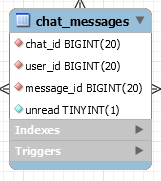 chat_messages
chat_id BIGINT(20)
user_id BIGINT(20)
message_id BIGINT(20)
unread TINYINT(1)
Indexes
Triggers